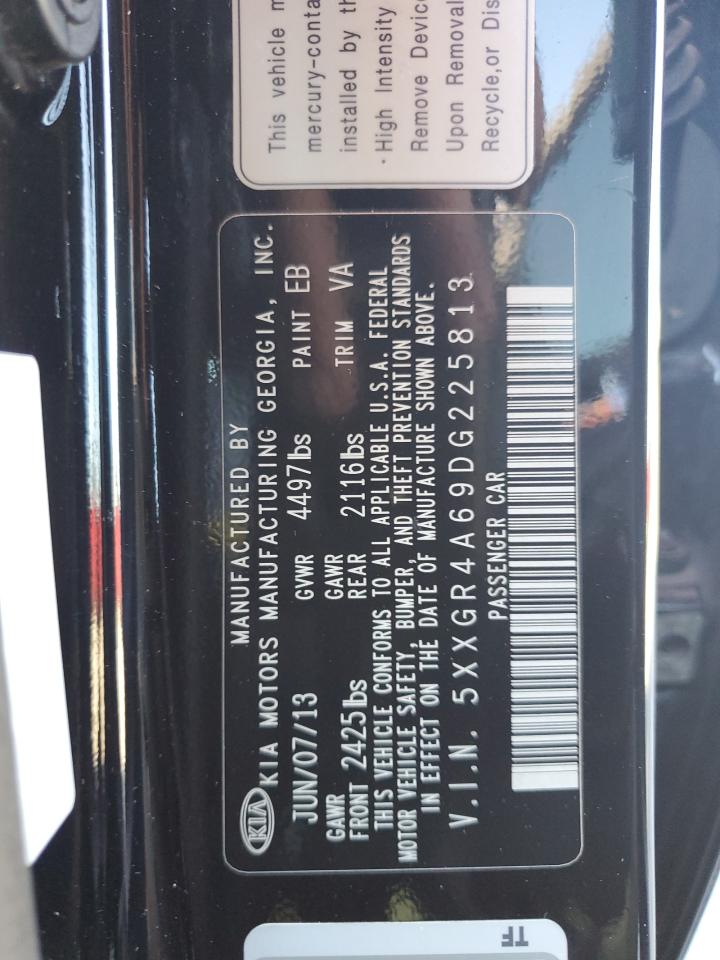 This vehicle m
mercury-conta
installed by th
· High Intensity
Remove Device
Upon Removal
Recycle,or Dis
KIA
MANUFACTURED BY
KIA MOTORS MANUFACTURING GEORGIA, INC.
JUN/07/13 GVWR 4497lbs PAINT EB
GAWR FRONT 2425lbs GAWR REAR 2116lbs TRIM VA
THIS VEHICLE CONFORMS TO ALL APPLICABLE U.S.A. FEDERAL
MOTOR VEHICLE SAFETY, BUMPER, AND THEFT PREVENTION STANDARDS
IN EFFECT ON THE DATE OF MANUFACTURE SHOWN ABOVE.
V.I.N. 5XXGR4A69DG225813
PASSENGER CAR